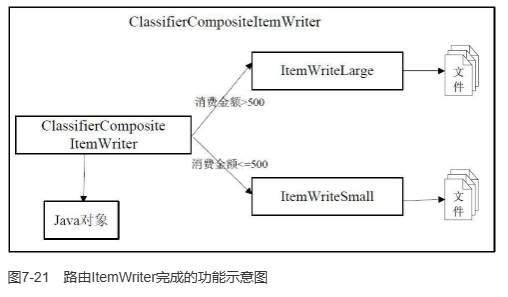 ClassifierCompositeItemWriter
ItemWriteLarge
文
件
消费金额>500
ClassifierComposite
ItemWriter
消费金额<=500
ItemWriteSmall
文
件
Java对象
图7-21 路由ItemWriter完成的功能示意图